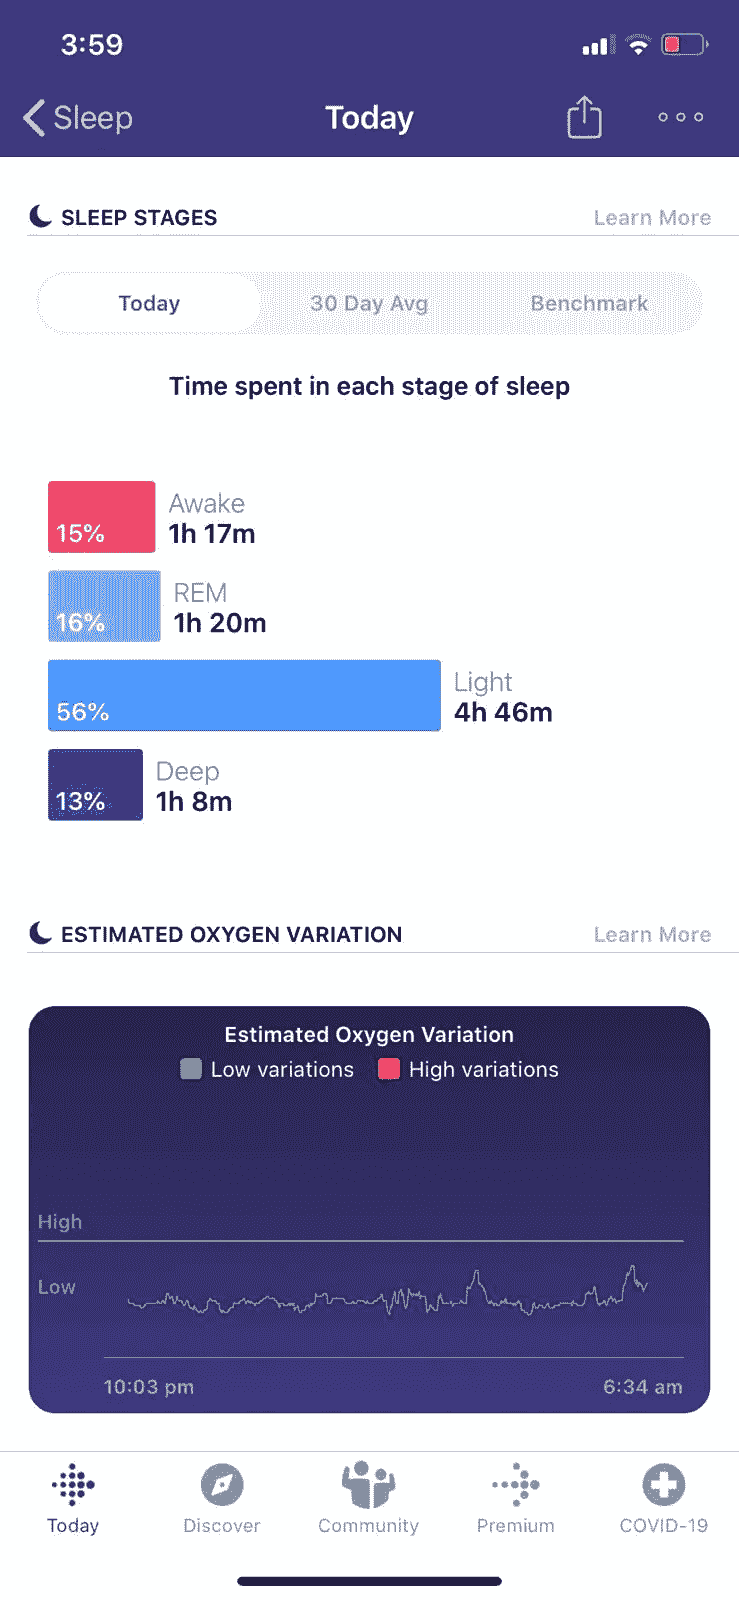 3:59
Sleep
Today
SLEEP STAGES
Learn More
Today
30 Day Avg
Benchmark
Time spent in each stage of sleep
Awake
15%
1h 17m
REM
16%
1h 20m
Light
56%
4h 46m
Deep
13%
1h 8m
ESTIMATED OXYGEN VARIATION
Learn More
Estimated Oxygen Variation
Low variations
High variations
High
Low
10:03 pm
6:34 am
Today
Discover
Community
Premium
COVID-19